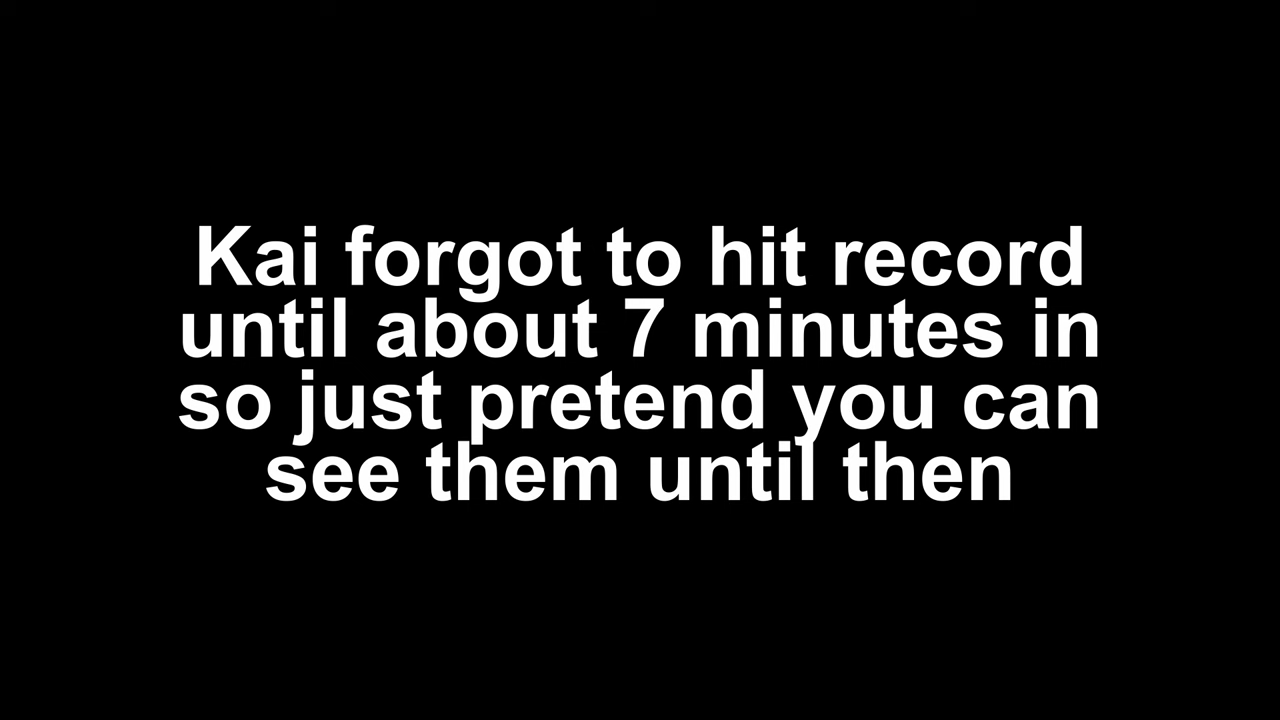 Kai forgot to hit record
until about 7 minutes in
so just pretend you can
see them until then